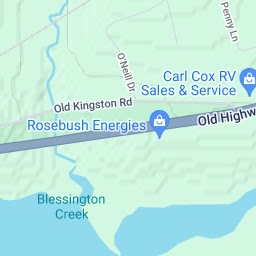 Penny Ln
O'Neill Dr
Carl Cox RV
Sales & Service
Old Kingston Rd
Rosebush Energies
Old Highw
Blessington
Creek